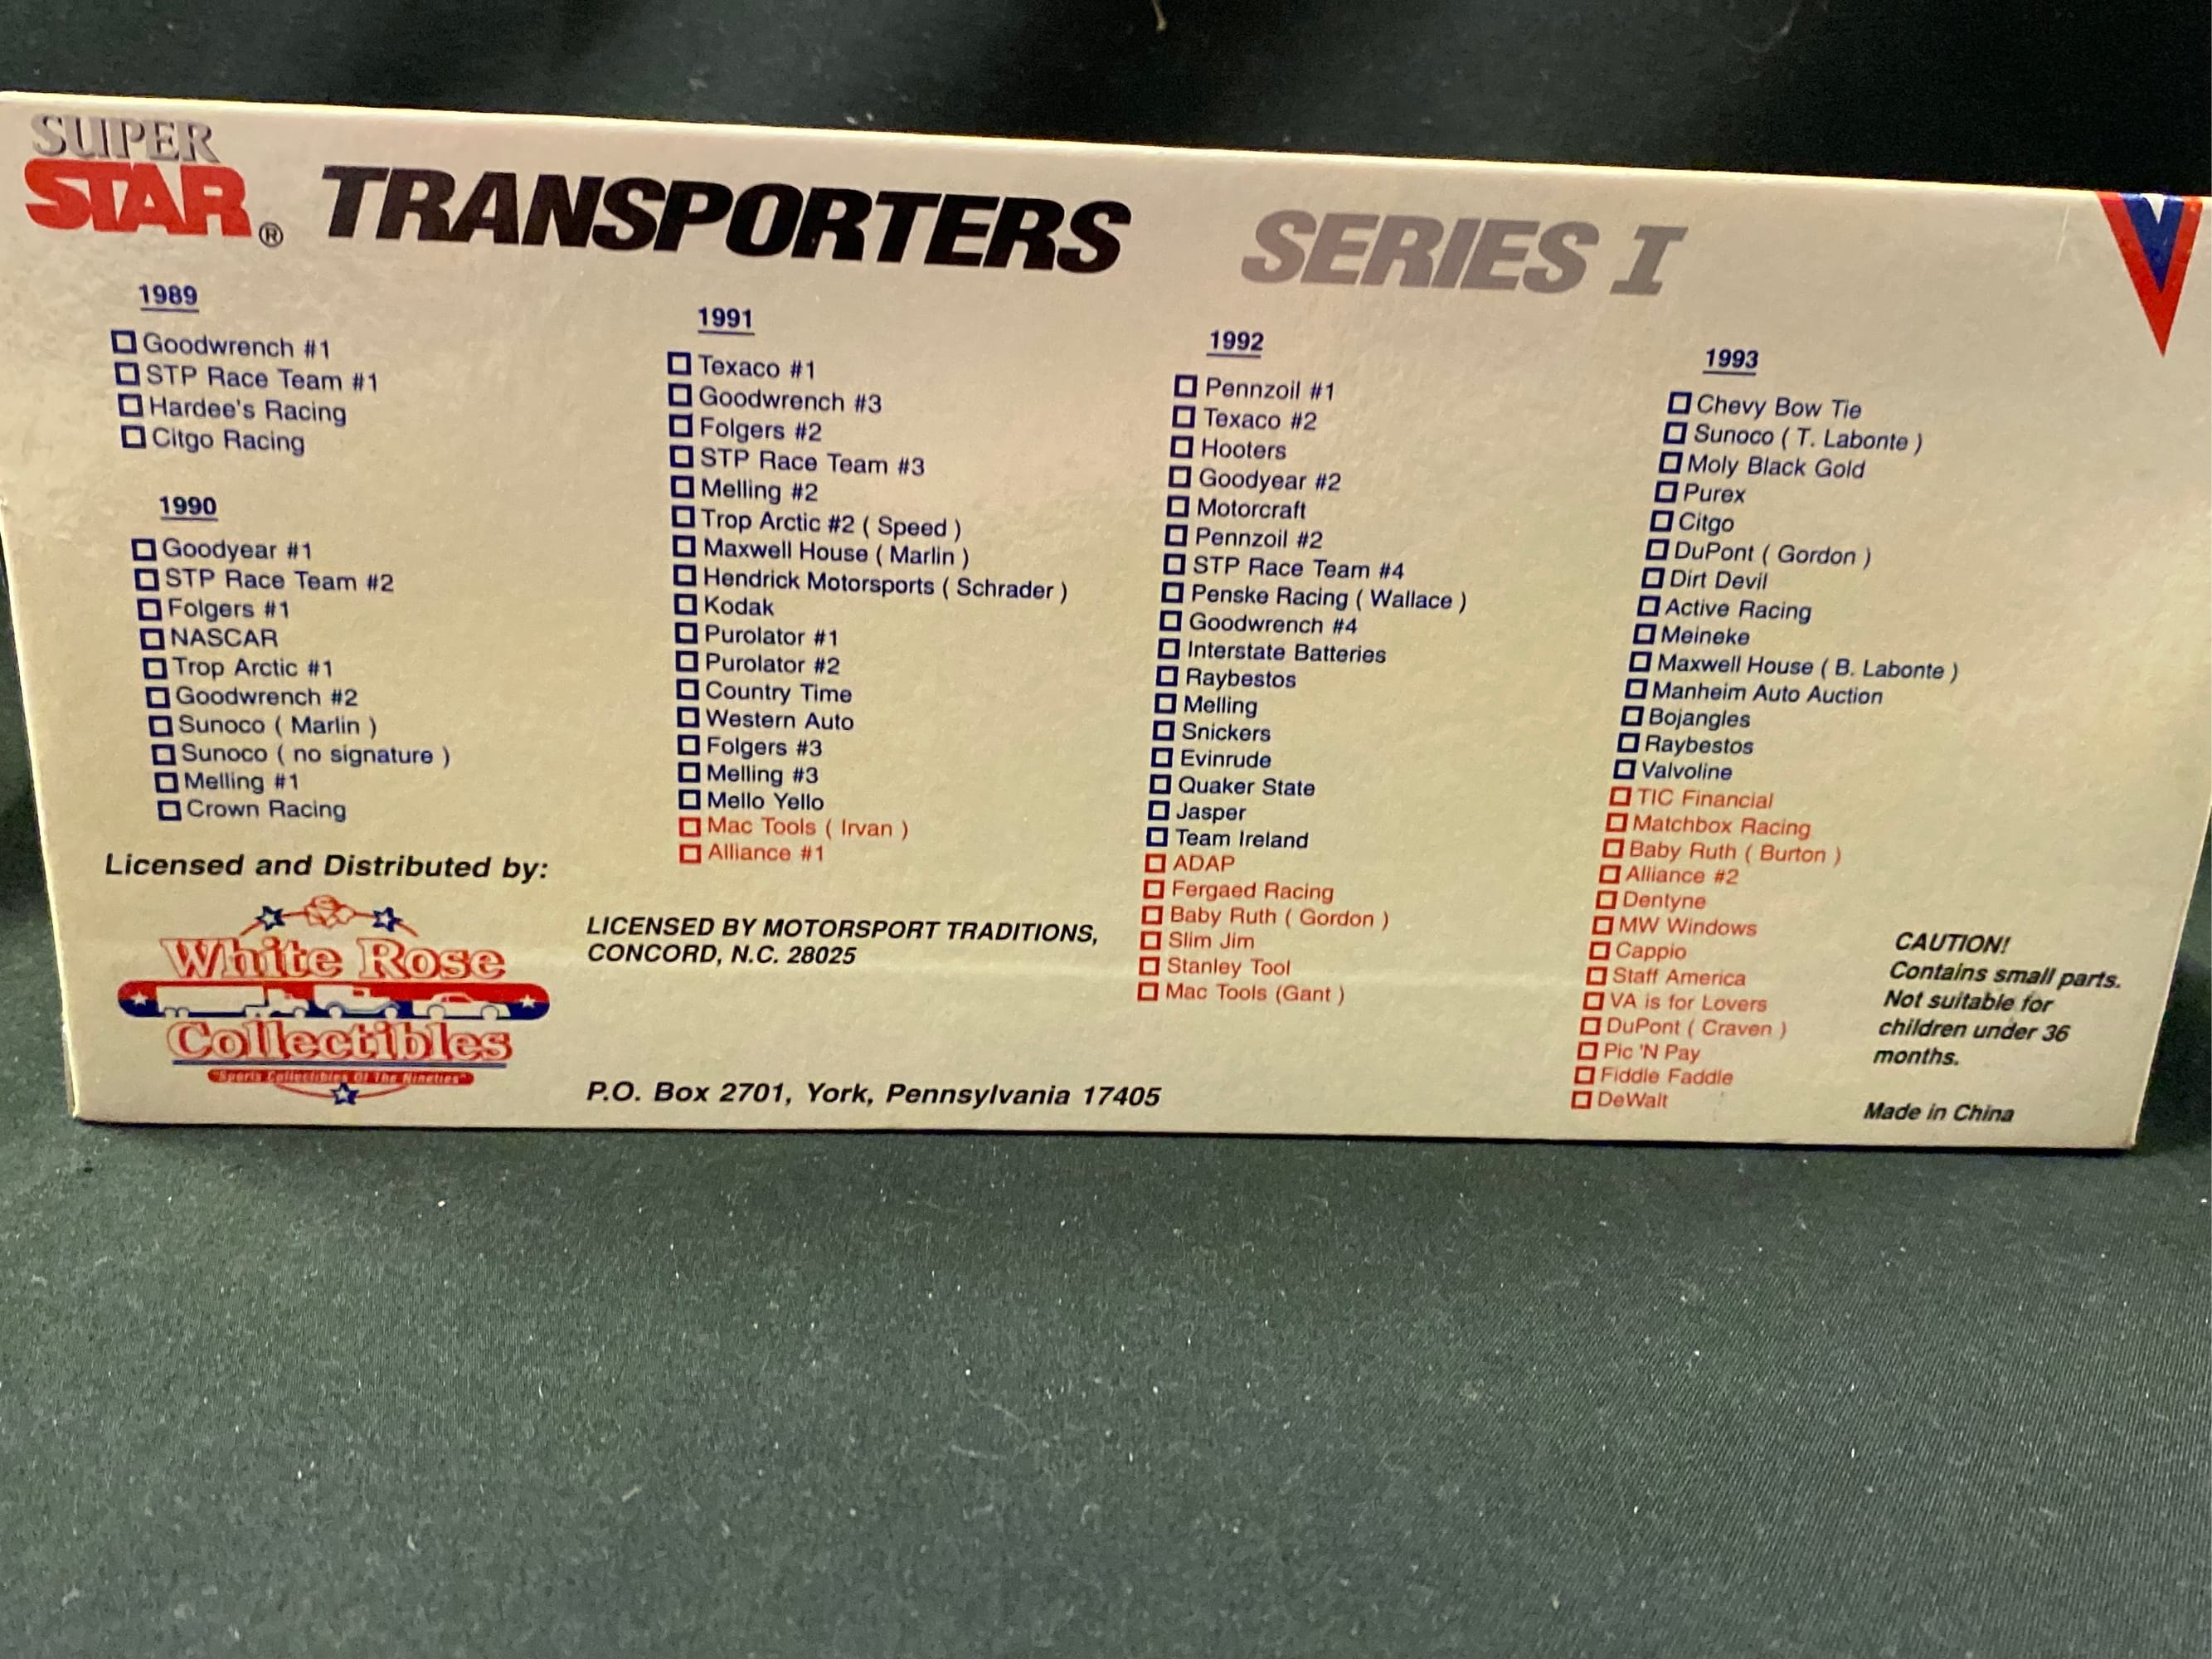 SUPER
STAR® TRANSPORTERS SERIES I
1989
Goodwrench #1
STP Race Team #1
Hardee's Racing
Citgo Racing
1990
Goodyear #1
STP Race Team #2
Folgers #1
NASCAR
Trop Arctic #1
Goodwrench #2
Sunoco ( Marlin )
Sunoco ( no signature )
Melling #1
Crown Racing
1991
Texaco #1
Goodwrench #3
Folgers #2
STP Race Team #3
Melling #2
Trop Arctic #2 ( Speed )
Maxwell House ( Marlin )
Hendrick Motorsports ( Schrader )
Kodak
Purolator #1
Purolator #2
Country Time
Western Auto
Folgers #3
Melling #3
Mello Yello
Mac Tools ( Irvan )
Alliance #1
1992
Pennzoil #1
Texaco #2
Hooters
Goodyear #2
Motorcraft
Pennzoil #2
STP Race Team #4
Penske Racing ( Wallace )
Goodwrench #4
Interstate Batteries
Raybestos
Melling
Snickers
Evinrude
Quaker State
Jasper
Team Ireland
ADAP
Fergaed Racing
Baby Ruth ( Gordon )
Slim Jim
Stanley Tool
Mac Tools (Gant )
1993
Chevy Bow Tie
Sunoco ( T. Labonte )
Moly Black Gold
Purex
Citgo
DuPont ( Gordon )
Dirt Devil
Active Racing
Meineke
Maxwell House ( B. Labonte )
Manheim Auto Auction
Bojangles
Raybestos
Valvoline
TIC Financial
Matchbox Racing
Baby Ruth ( Burton )
Alliance #2
Dentyne
MW Windows
Cappio
Staff America
VA is for Lovers
DuPont ( Craven )
Pic 'N Pay
Fiddle Faddle
DeWalt
Licensed and Distributed by:
White Rose
Collectibles
"Sports Collectibles Of The Nineties"
LICENSED BY MOTORSPORT TRADITIONS,
CONCORD, N.C. 28025
P.O. Box 2701, York, Pennsylvania 17405
CAUTION!
Contains small parts.
Not suitable for
children under 36
months.
Made in China